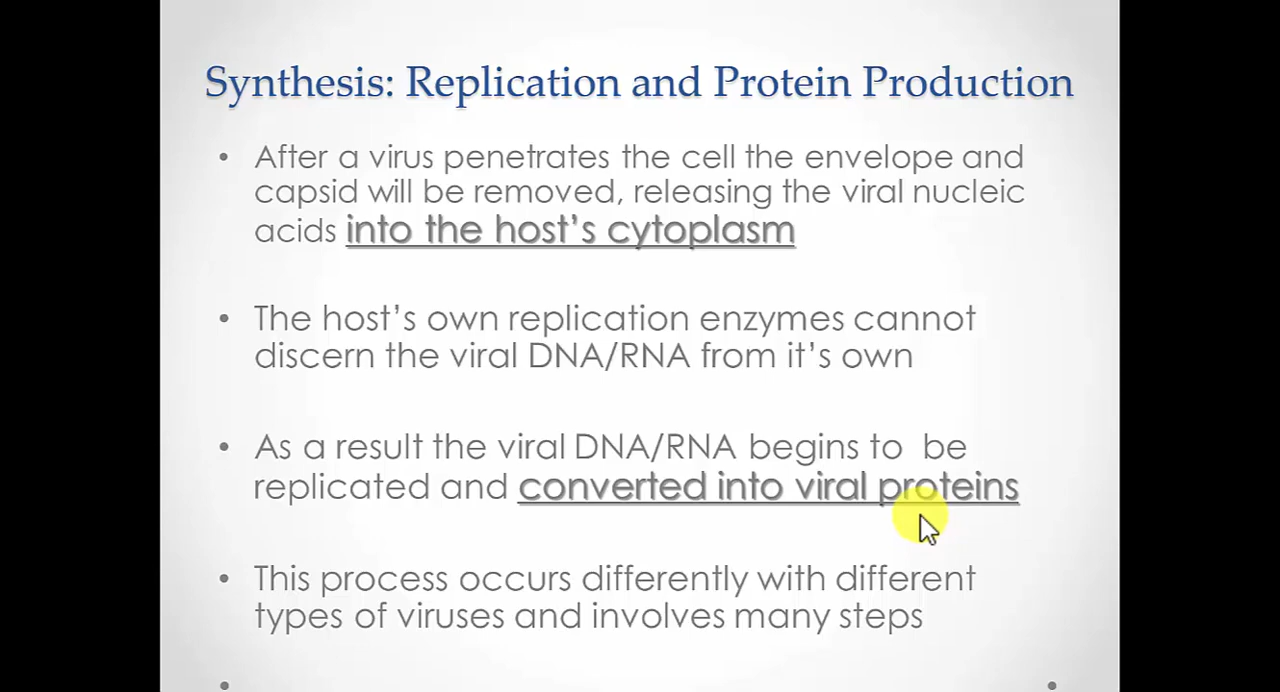 Synthesis: Replication and Protein Production
• After a virus penetrates the cell the envelope and
capsid will be removed, releasing the viral nucleic
acids into the host’s cytoplasm
• The host’s own replication enzymes cannot
discern the viral DNA/RNA from it’s own
• As a result the viral DNA/RNA begins to  be
replicated and converted into viral proteins
• This process occurs differently with different
types of viruses and involves many steps